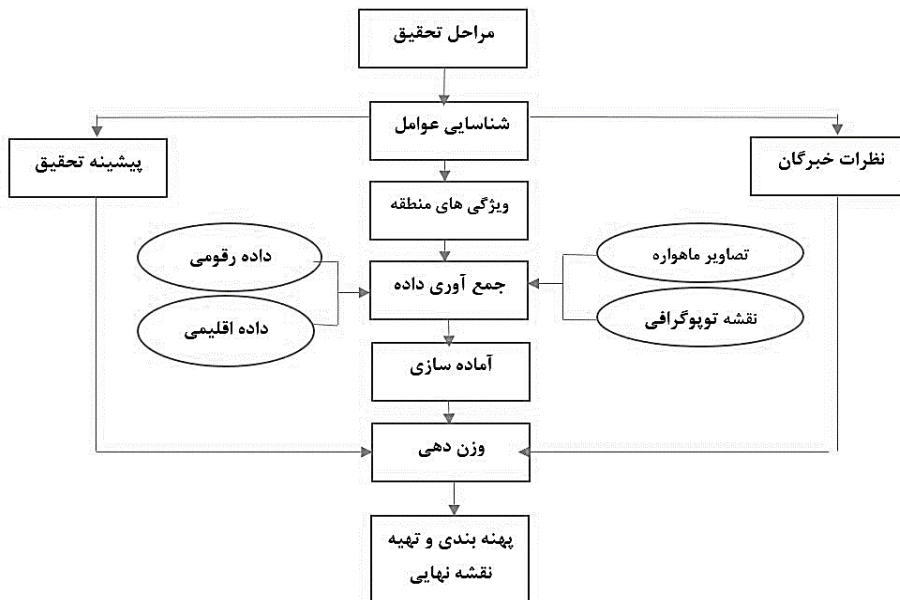 مراحل تحقیق
شناسایی عوامل
نظرات خبرگان
پیشینه تحقیق
ویژگی های منطقه
تصاویر ماهواره
داده رقومی
جمع آوری داده
نقشه توپوگرافی
داده اقلیمی
آماده سازی
وزن دهی
پهنه بندی و تهیه
نقشه نهایی